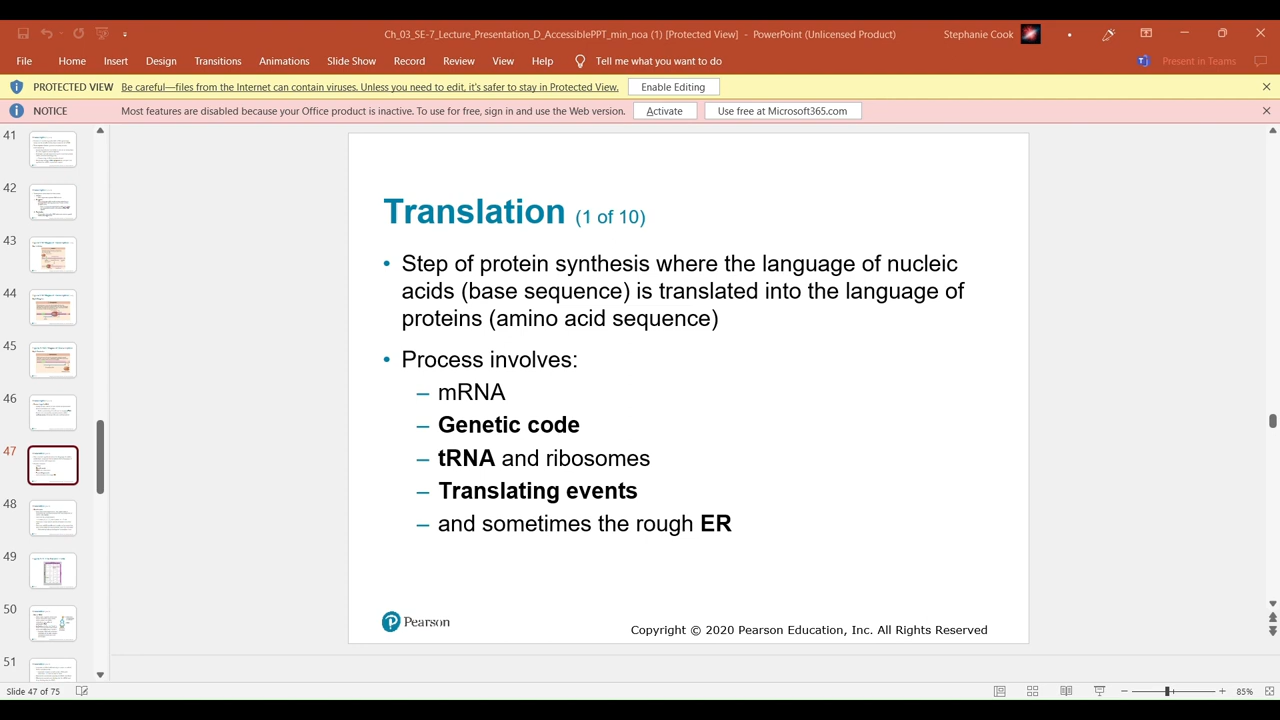 Ch_03_SE-7_Lecture_Presentation_D_AccessiblePPT_min_noa (1) [Protected View] - PowerPoint (Unlicensed Product)
Stephanie Cook
File Home Insert Design Transitions Animations Slide Show Record Review View Help Tell me what you want to do
Present in Teams
PROTECTED VIEW Be careful—files from the Internet can contain viruses. Unless you need to edit, it's safer to stay in Protected View. Enable Editing
NOTICE Most features are disabled because your Office product is inactive. To use for free, sign in and use the Web version. Activate Use free at Microsoft365.com
41
42
43
44
45
46
47
48
49
50
51
Translation (1 of 10)
• Step of protein synthesis where the language of nucleic
acids (base sequence) is translated into the language of
proteins (amino acid sequence)
• Process involves:
– mRNA
– Genetic code
– tRNA and ribosomes
– Translating events
– and sometimes the rough ER
P Pearson
Copyright © 2020 Pearson Education, Inc. All Rights Reserved
Slide 47 of 75
85%